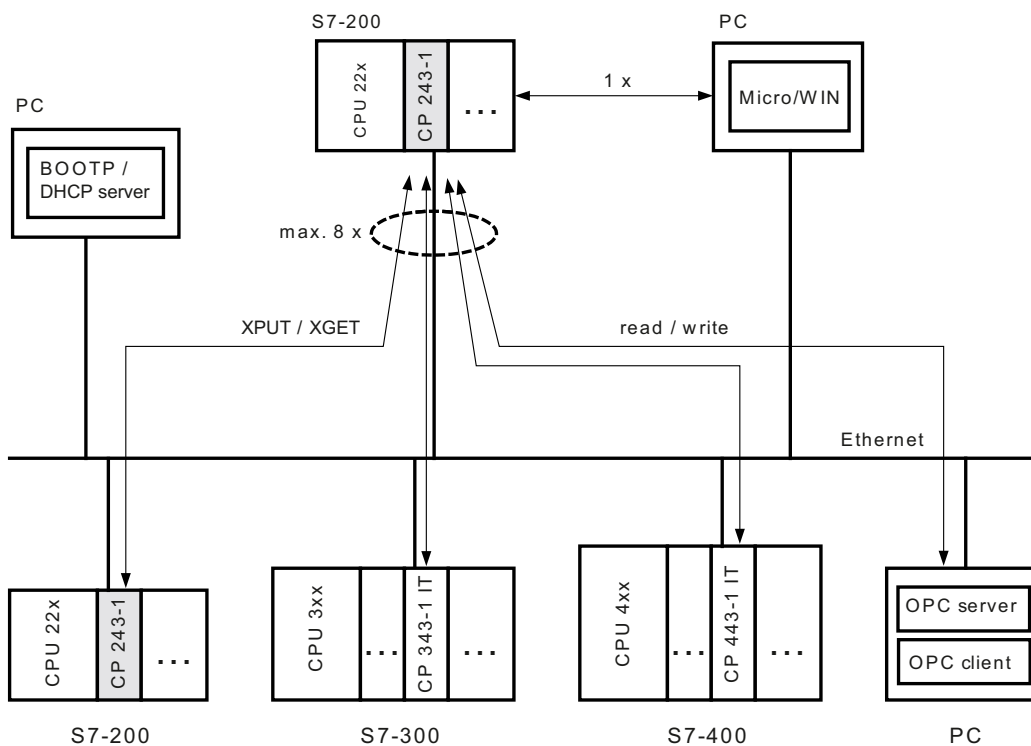 S7-200
PC
CPU 22x
CP 243-1
...
1 x
Micro/WIN
PC
BOOTP /
DHCP server
max. 8 x
XPUT / XGET
read / write
Ethernet
CPU 22x
CP 243-1
...
CPU 3xx
...
CP 343-1 IT
...
CPU 4xx
...
CP 443-1 IT
...
OPC server
OPC client
S7-200
S7-300
S7-400
PC